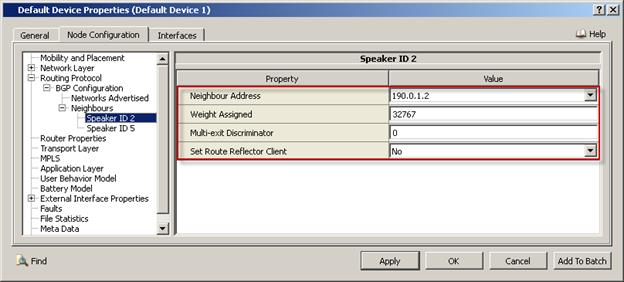 Default Device Properties (Default Device 1)
General
Node Configuration
Interfaces
Help
Mobility and Placement
Network Layer
Routing Protocol
BGP Configuration
Networks Advertised
Neighbours
Speaker ID 2
Speaker ID 5
Router Properties
Transport Layer
MPLS
Application Layer
User Behavior Model
Battery Model
External Interface Properties
Faults
File Statistics
Meta Data
Speaker ID 2
Property Value
Neighbour Address 190.0.1.2
Weight Assigned 32767
Multi-exit Discriminator 0
Set Route Reflector Client No
Find
Apply
OK
Cancel
Add To Batch